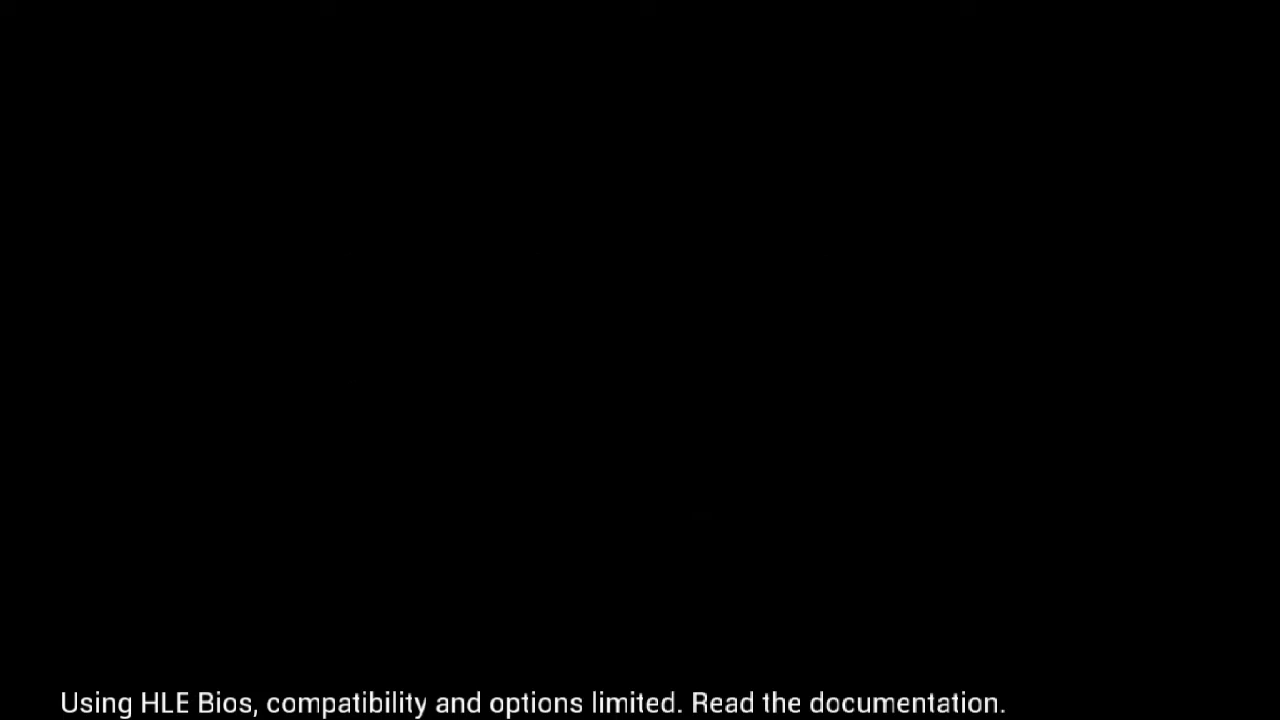 Using HLE Bios, compatibility and options limited. Read the documentation.